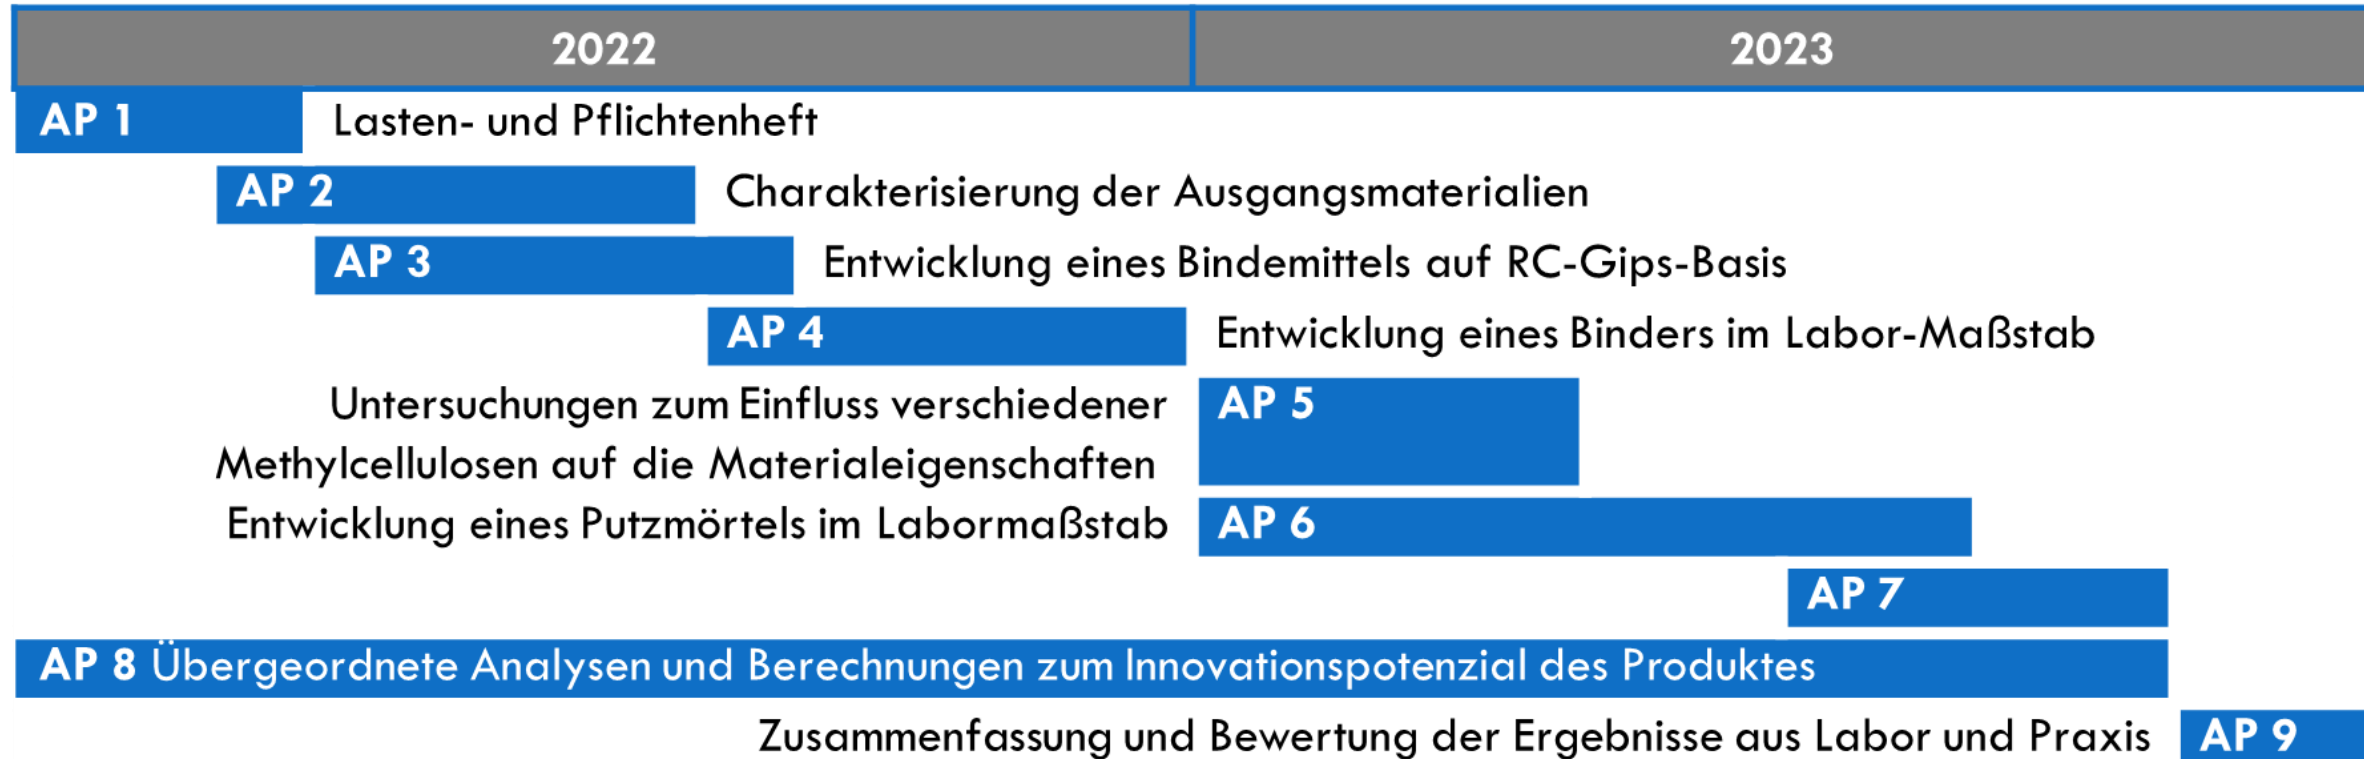 2022 2023
AP 1 Lasten- und Pflichtenheft
AP 2 Charakterisierung der Ausgangsmaterialien
AP 3 Entwicklung eines Bindemittels auf RC-Gips-Basis
AP 4 Entwicklung eines Binders im Labor-Maßstab
Untersuchungen zum Einfluss verschiedener AP 5
Methylcellulosen auf die Materialeigenschaften
Entwicklung eines Putzmörtels im Labormaßstab AP 6
AP 7
AP 8 Übergeordnete Analysen und Berechnungen zum Innovationspotenzial des Produktes
Zusammenfassung und Bewertung der Ergebnisse aus Labor und Praxis AP 9